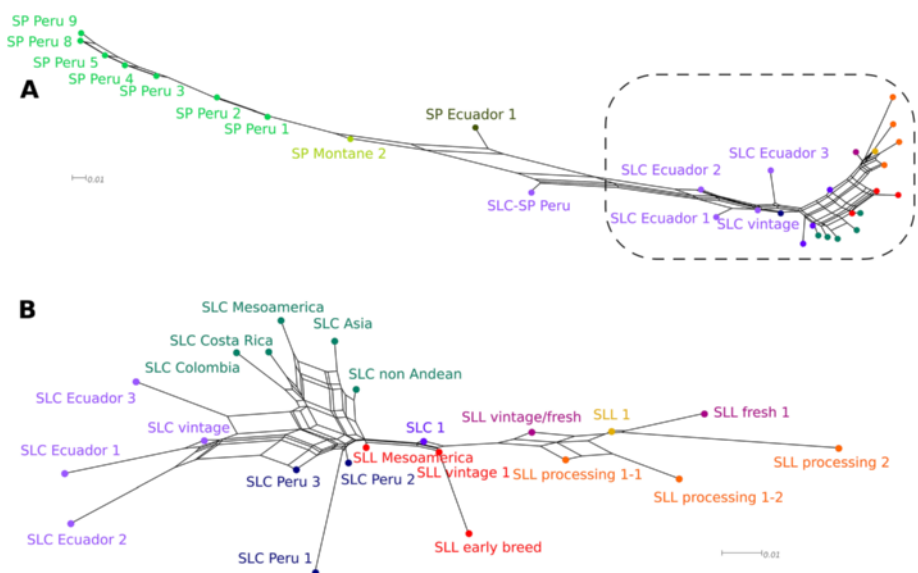 SP Peru 9
SP Peru 8
SP Peru 5
SP Peru 4
SP Peru 3
A
SP Peru 2
SP Ecuador 1
SP Peru 1
SP Montane 2
SLC Ecuador 3
SLC Ecuador 2
0.01
SLC-SP Peru
SLC Ecuador 1
SLC vintage
B
SLC Mesoamerica
SLC Asia
SLC Costa Rica
SLC Colombia
SLC non Andean
SLC Ecuador 3
SLC vintage
SLC 1
SLL vintage/fresh
SLL 1
SLL fresh 1
SLC Ecuador 1
SLL Mesoamerica
SLL processing 2
SLC Peru 3
SLC Peru 2
SLL vintage 1
SLL processing 1-1
SLL processing 1-2
SLC Ecuador 2
SLL early breed
SLC Peru 1
0.01